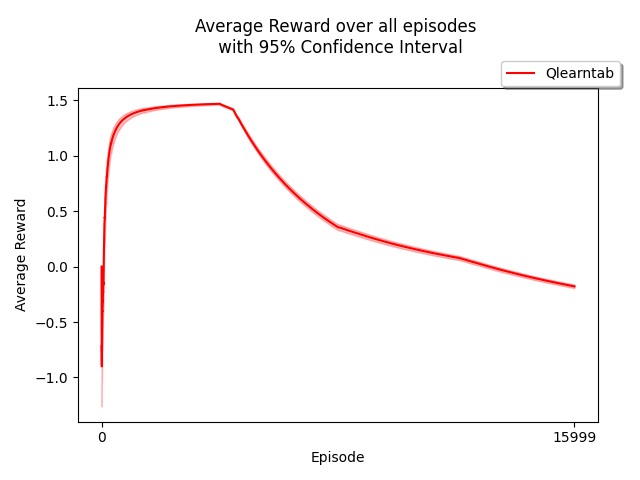 Average Reward over all episodes
with 95% Confidence Interval
Qlearntab
1.5
1.0
0.5
0.0
−0.5
−1.0
Average Reward
0
15999
Episode